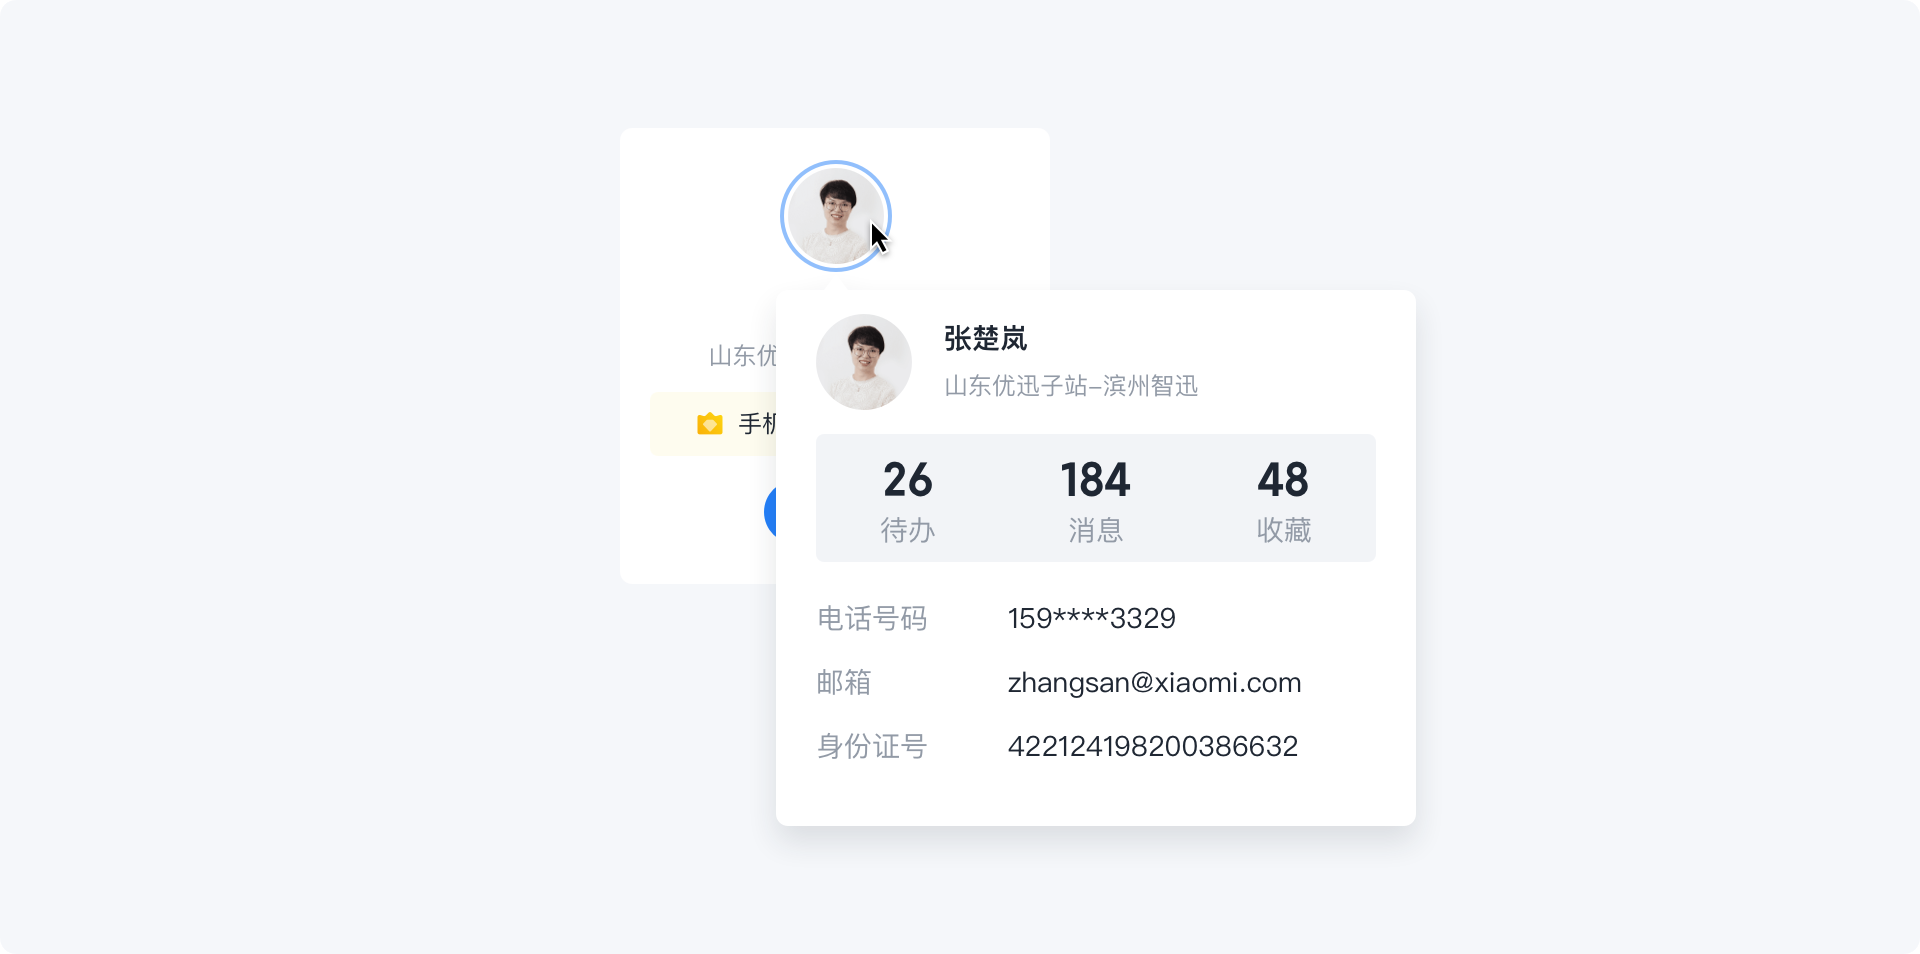 山东优
手机
张楚岚
山东优迅子站-滨州智迅
26
184
48
待办
消息
收藏
电话号码
159****3329
邮箱
zhangsan@xiaomi.com
身份证号
422124198200386632